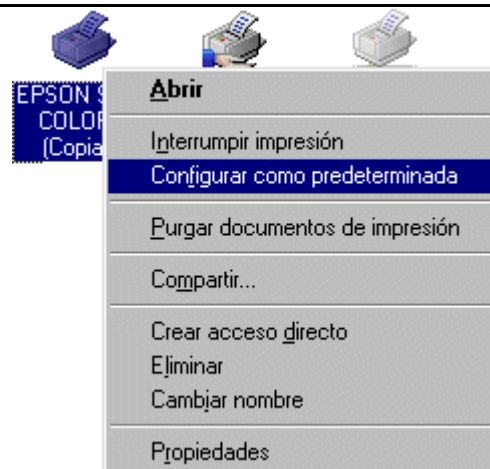 EPSON S
COLOR
(Copia
Abrir
Interrumpir impresión
Configurar como predeterminada
Purgar documentos de impresión
Compartir...
Crear acceso directo
Eliminar
Cambiar nombre
Propiedades